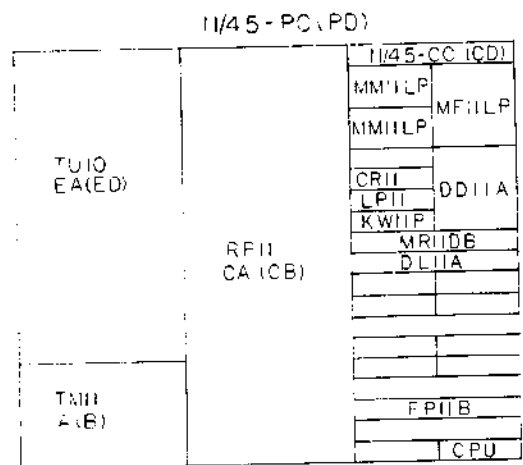 11/45-PC (PD)
11/45-CC (CD)
MM11LP
MF11LP
MM11LP
TU10
EA(ED)
CR11
DD11A
LP11
KW11P
RP11
CA (CB)
MR11DB
DL11A
TM11
A(B)
FP11B
CPU